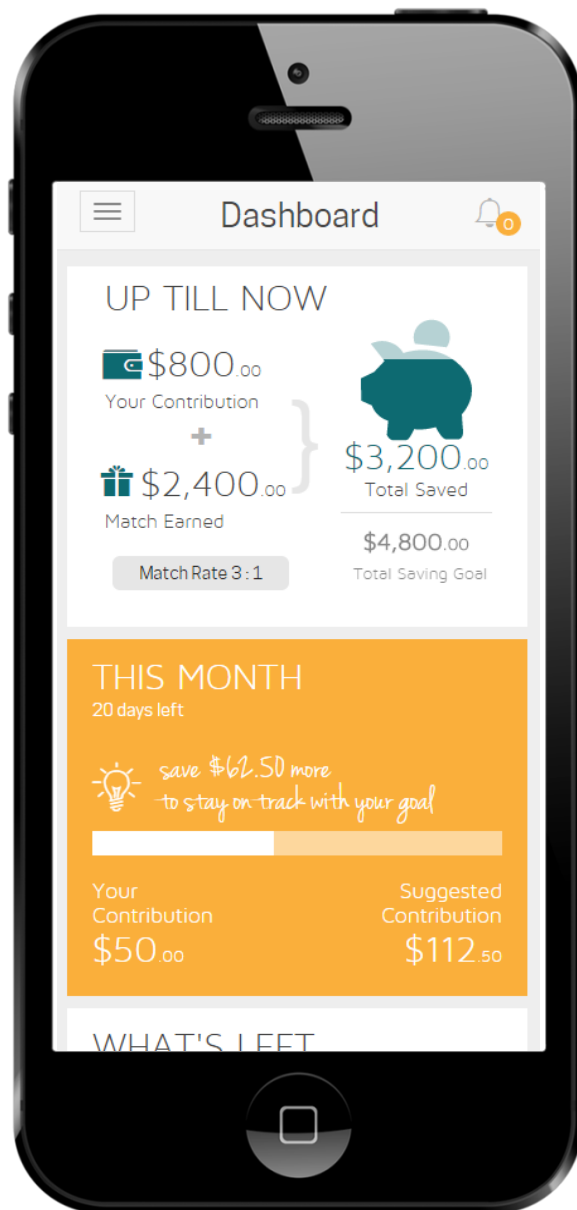 Dashboard
0
UP TILL NOW
$800.00
Your Contribution
+
$2,400.00
Match Earned
Match Rate 3 : 1
$3,200.00
Total Saved
$4,800.00
Total Saving Goal
THIS MONTH
20 days left
save $62.50 more
to stay on track with your goal
Your
Contribution
$50.00
Suggested
Contribution
$112.50
WHAT'S LEFT